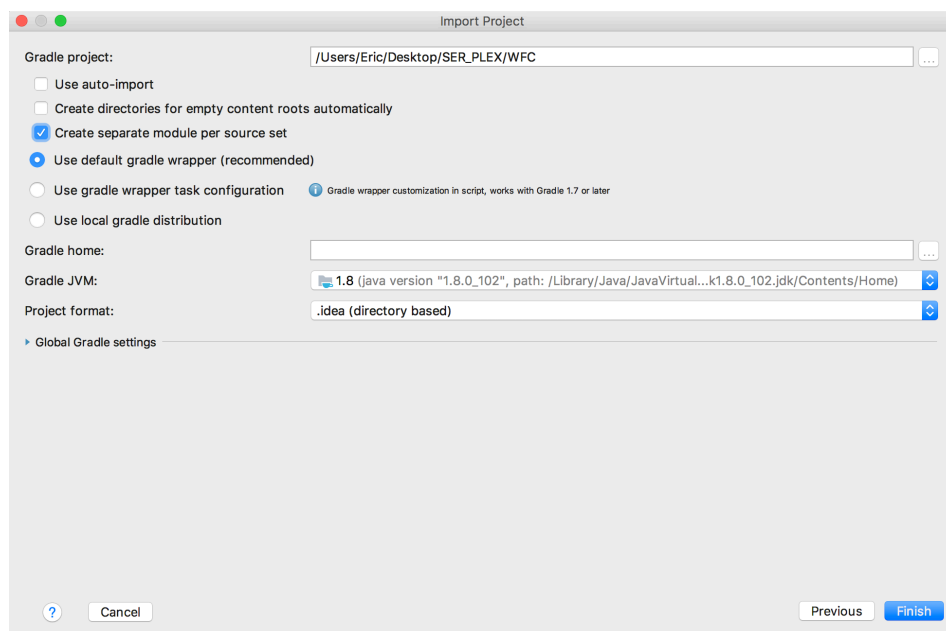 Import Project
Gradle project: /Users/Eric/Desktop/SER_PLEX/WFC ...
Use auto-import
Create directories for empty content roots automatically
Create separate module per source set
Use default gradle wrapper (recommended)
Use gradle wrapper task configuration i Gradle wrapper customization in script, works with Gradle 1.7 or later
Use local gradle distribution
Gradle home: ...
Gradle JVM: 1.8 (java version "1.8.0_102", path: /Library/Java/JavaVirtual...k1.8.0_102.jdk/Contents/Home)
Project format: .idea (directory based)
Global Gradle settings
? Cancel Previous Finish